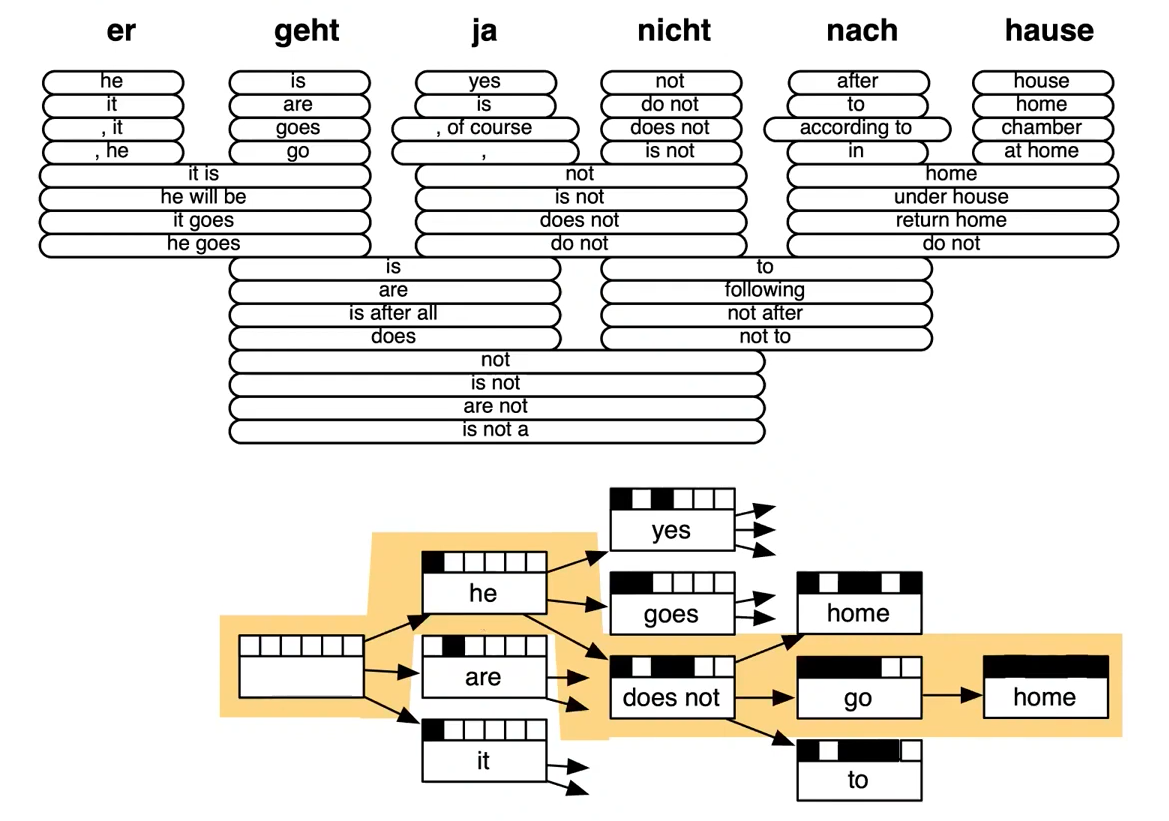 er geht ja nicht nach hause
he is yes not after house
it are is do not to home
, it goes , of course does not according to chamber
, he go , is not in at home
it is not home
he will be is not under house
it goes does not return home
he goes do not do not
is to
are following
is after all not after
does not to
not
is not
are not
is not a
yes
he
goes home
are does not go home
it to